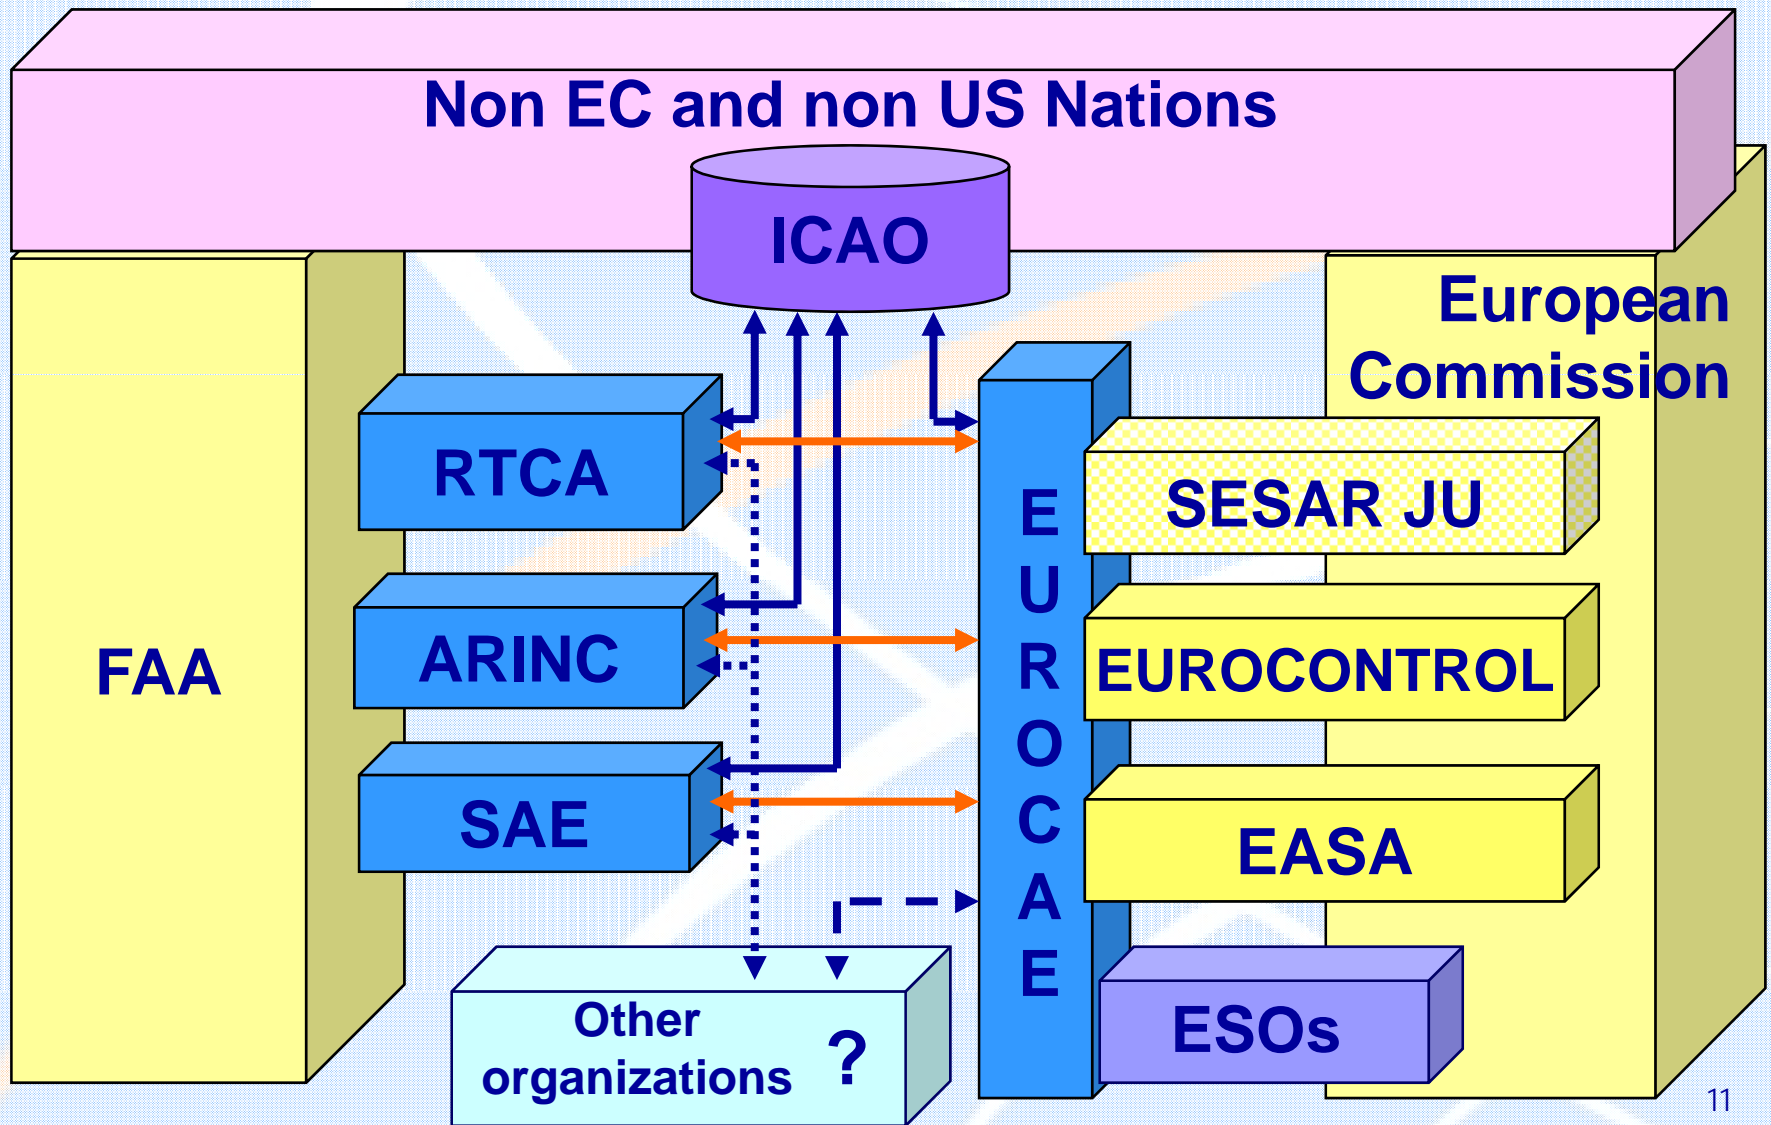 Non EC and non US Nations
ICAO
European
Commission
RTCA
SESAR JU
E
U
R
O
C
A
E
FAA
ARINC
EUROCONTROL
SAE
EASA
Other
organizations ?
ESOs
11